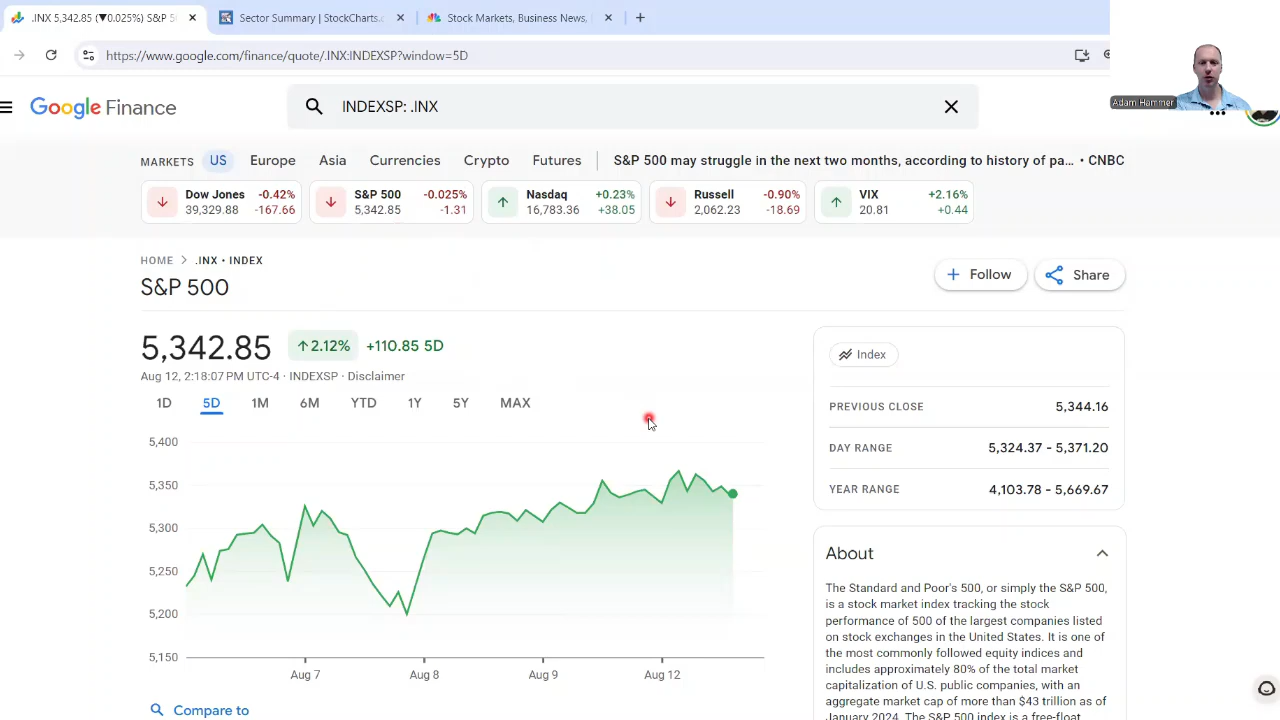 .INX 5,342.85 (▼0.025%) S&P 5
Sector Summary | StockCharts.c
Stock Markets, Business News,
https://www.google.com/finance/quote/.INX:INDEXSP?window=5D
Adam Hammer
Google Finance
INDEXSP: .INX
MARKETS US Europe Asia Currencies Crypto Futures S&P 500 may struggle in the next two months, according to history of pa... • CNBC
Dow Jones -0.42%
39,329.88 -167.66
S&P 500 -0.025%
5,342.85 -1.31
Nasdaq +0.23%
16,783.36 +38.05
Russell -0.90%
2,062.23 -18.69
VIX +2.16%
20.81 +0.44
HOME > .INX • INDEX
S&P 500
+ Follow
Share
5,342.85 ↑2.12% +110.85 5D
Aug 12, 2:18:07 PM UTC-4 · INDEXSP · Disclaimer
1D 5D 1M 6M YTD 1Y 5Y MAX
5,400
5,350
5,300
5,250
5,200
5,150
Aug 7 Aug 8 Aug 9 Aug 12
Compare to
Index
PREVIOUS CLOSE 5,344.16
DAY RANGE 5,324.37 - 5,371.20
YEAR RANGE 4,103.78 - 5,669.67
About
The Standard and Poor's 500, or simply the S&P 500,
is a stock market index tracking the stock
performance of 500 of the largest companies listed
on stock exchanges in the United States. It is one of
the most commonly followed equity indices and
includes approximately 80% of the total market
capitalization of U.S. public companies, with an
aggregate market cap of more than $43 trillion as of
January 2024. The S&P 500 index is a free-float